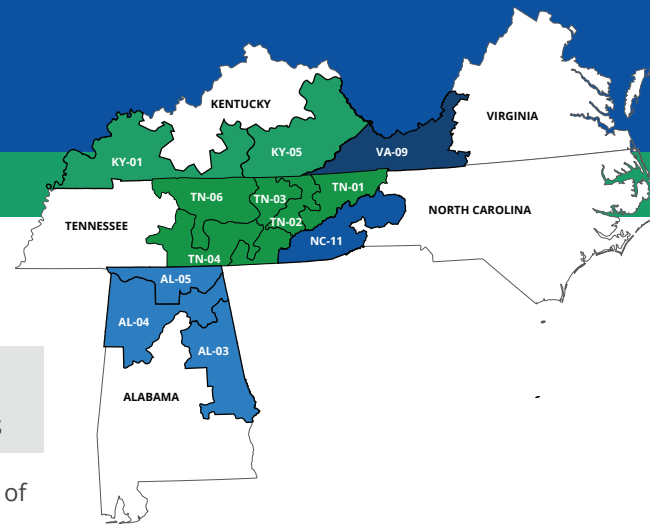 KENTUCKY
VIRGINIA
KY-01
KY-05
VA-09
TN-06
TN-03
TN-01
TENNESSEE
TN-02
NORTH CAROLINA
NC-11
TN-04
AL-05
AL-04
AL-03
ALABAMA
of